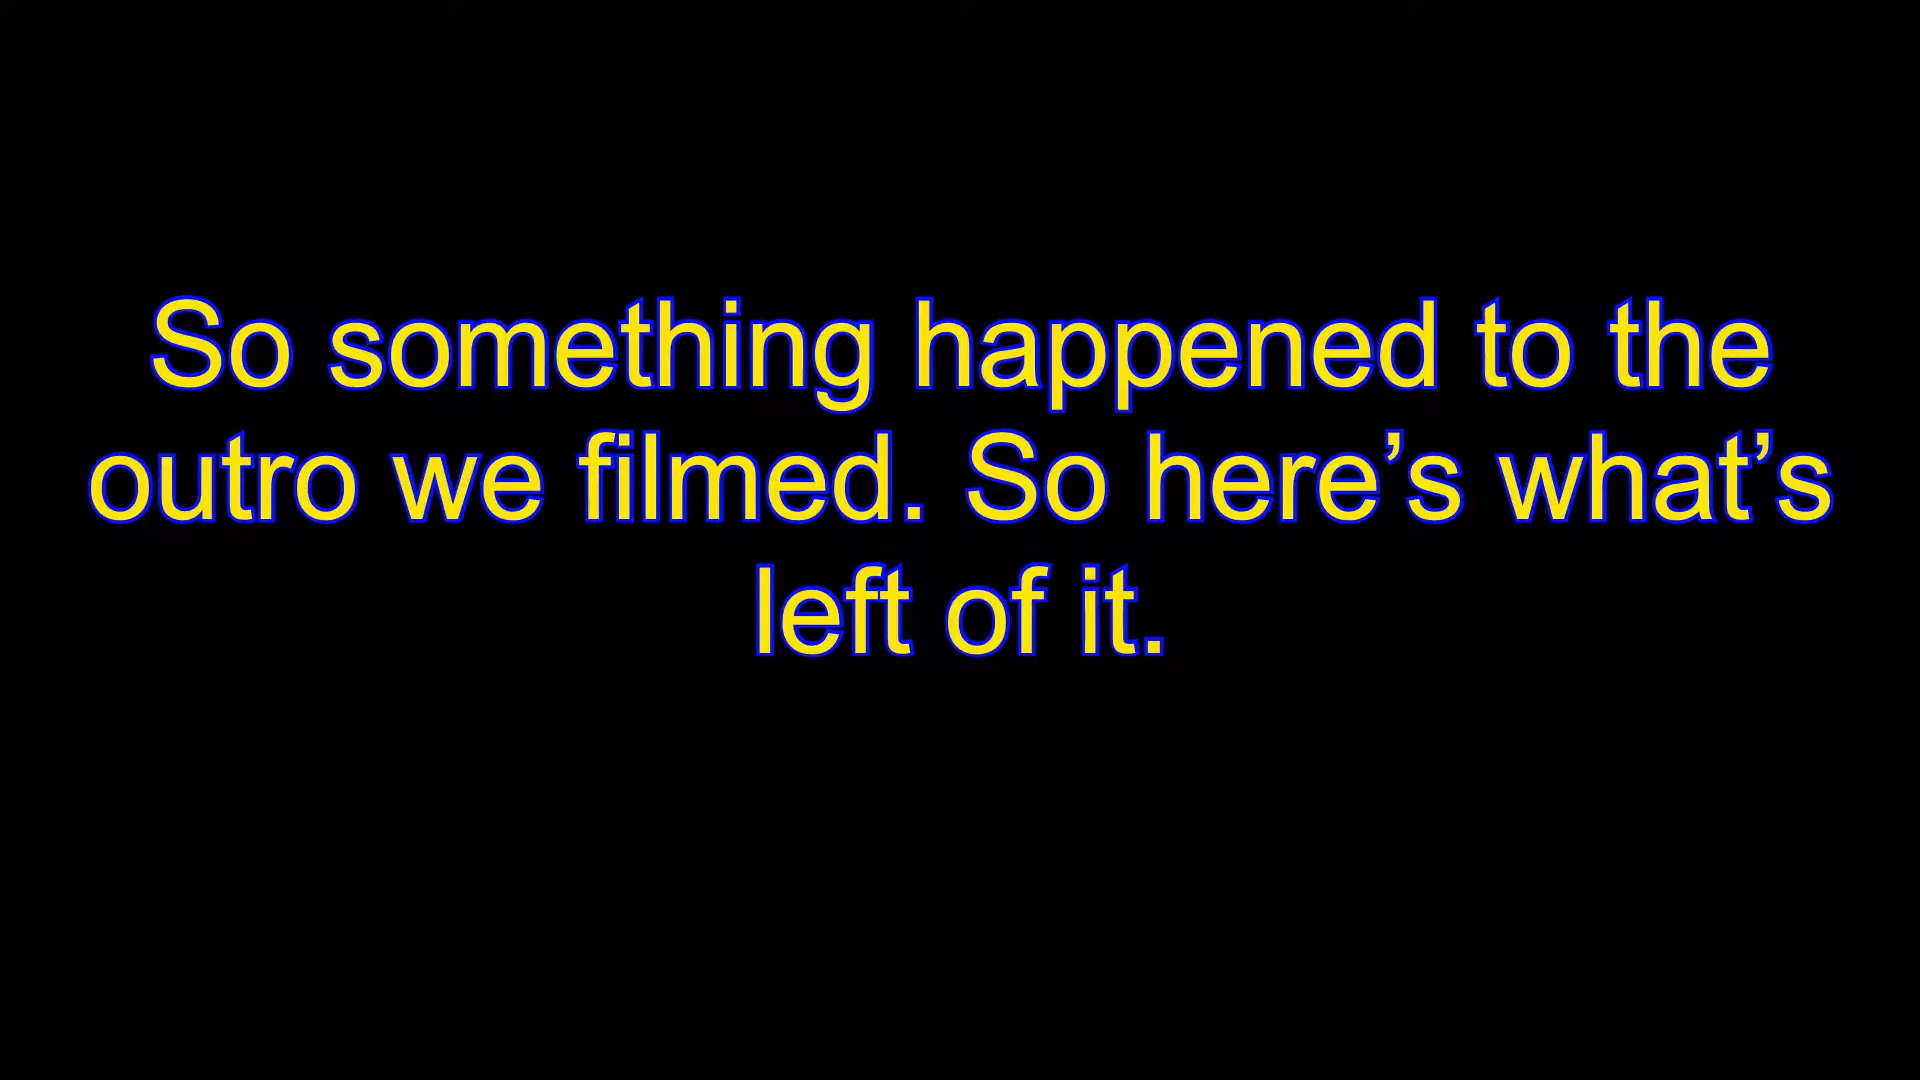 So something happened to the
outro we filmed. So here’s what’s
left of it.